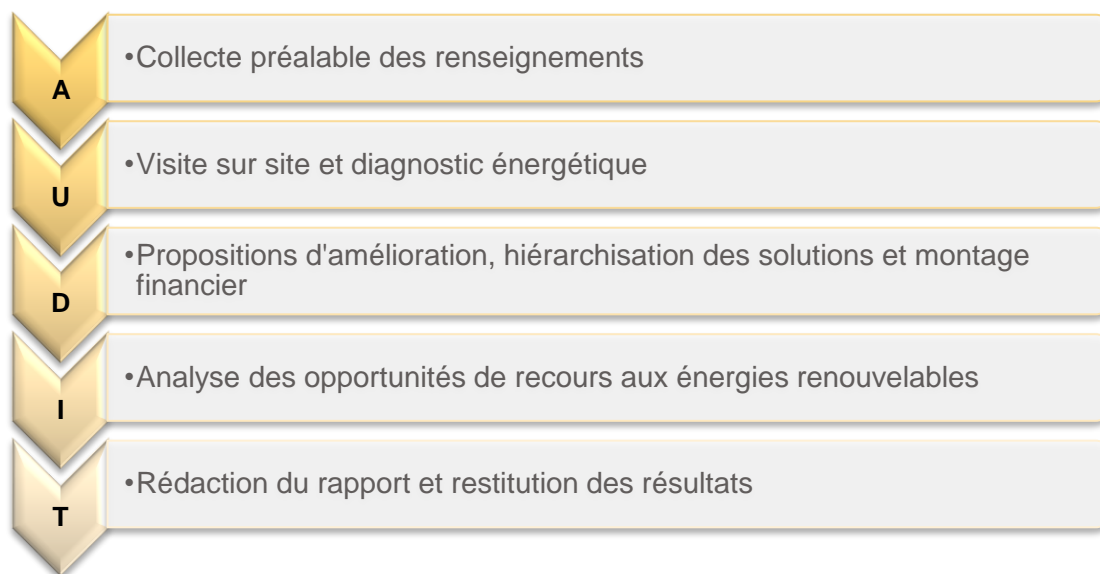 A
•Collecte préalable des renseignements
U
•Visite sur site et diagnostic énergétique
D
•Propositions d'amélioration, hiérarchisation des solutions et montage
financier
I
•Analyse des opportunités de recours aux énergies renouvelables
T
•Rédaction du rapport et restitution des résultats